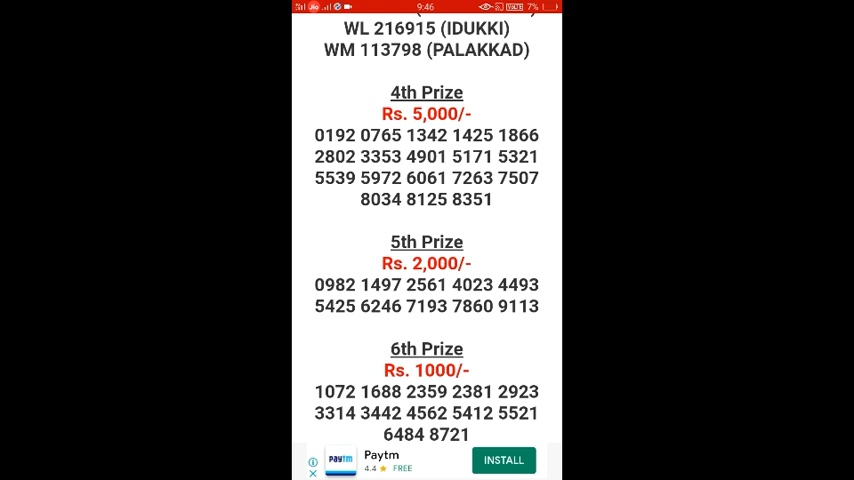 9:46
7%
WL 216915 (IDUKKI)
WM 113798 (PALAKKAD)
4th Prize
Rs. 5,000/-
0192 0765 1342 1425 1866
2802 3353 4901 5171 5321
5539 5972 6061 7263 7507
8034 8125 8351
5th Prize
Rs. 2,000/-
0982 1497 2561 4023 4493
5425 6246 7193 7860 9113
6th Prize
Rs. 1000/-
1072 1688 2359 2381 2923
3314 3442 4562 5412 5521
6484 8721
PAYTM
Paytm
4.4 ★ FREE
INSTALL